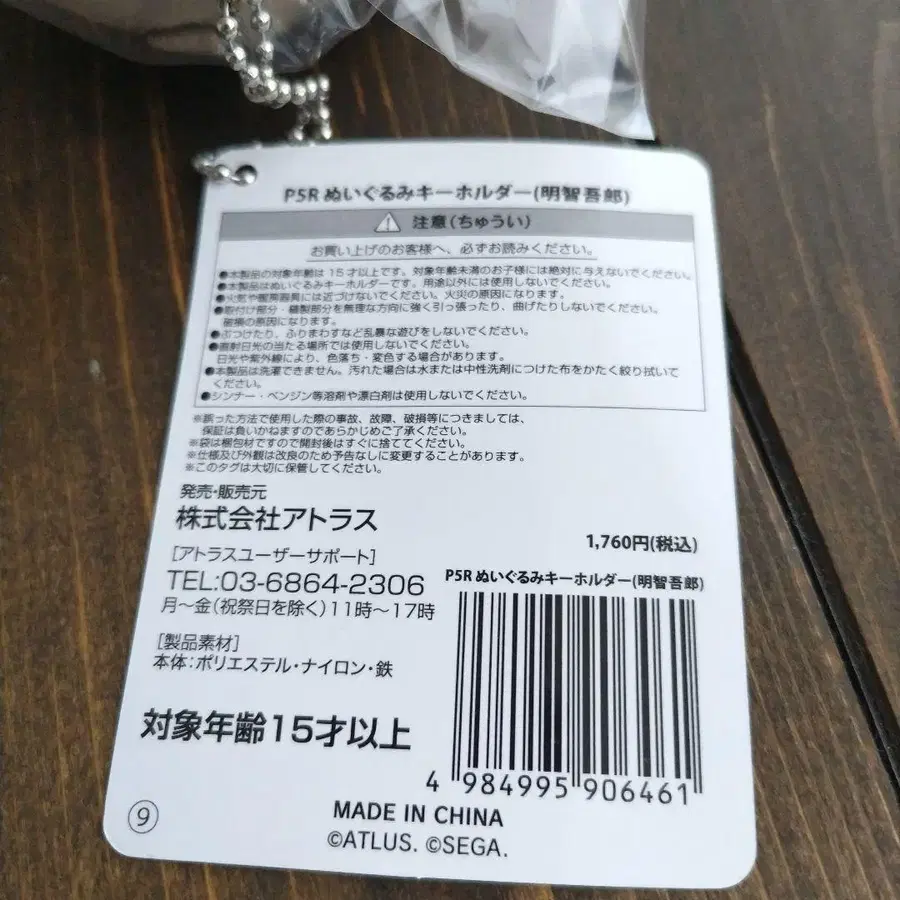 P5R ぬいぐるみキーホルダー(明智吾郎)
注意(ちゅうい)
お買い上げのお客様へ、必ずお読みください。
●本製品の対象年齢は15才以上です。対象年齢未満のお子様には絶対に与えないでください。
●本製品はぬいぐるみキーホルダーです。用途以外には使用しないでください。
●火気や暖房器具には近づけないでください。火災の原因になります。
●取付け部分・縫製部分を無理な方向に強く引っ張ったり、曲げたりしないでください。
破損の原因になります。
●ぶつけたり、ふりまわすなど乱暴な遊びをしないでください。
●直射日光の当たる場所では使用しないでください。
日光や紫外線により、色落ち・変色する場合があります。
●本製品は洗濯できません。汚れた場合は水または中性洗剤につけた布をかたく絞り拭いて
ください。
●シンナー・ベンジン等溶剤や漂白剤は使用しないでください。
※誤った方法で使用した際の事故、故障、破損等につきましては、
保証は負いかねますのであらかじめご了承ください。
※袋は梱包材ですので開封後はすぐに捨ててください。
※仕様及び外観は改良のため予告なしに変更することがあります。
※このタグは大切に保管してください。
発売・販売元
株式会社アトラス
1,760円(税込)
[アトラスユーザーサポート]
TEL:03-6864-2306
月〜金(祝祭日を除く)11時〜17時
P5R ぬいぐるみキーホルダー(明智吾郎)
[製品素材]
本体:ポリエステル・ナイロン・鉄
対象年齢15才以上
4 984995 906461
⑨
MADE IN CHINA
©ATLUS. ©SEGA.